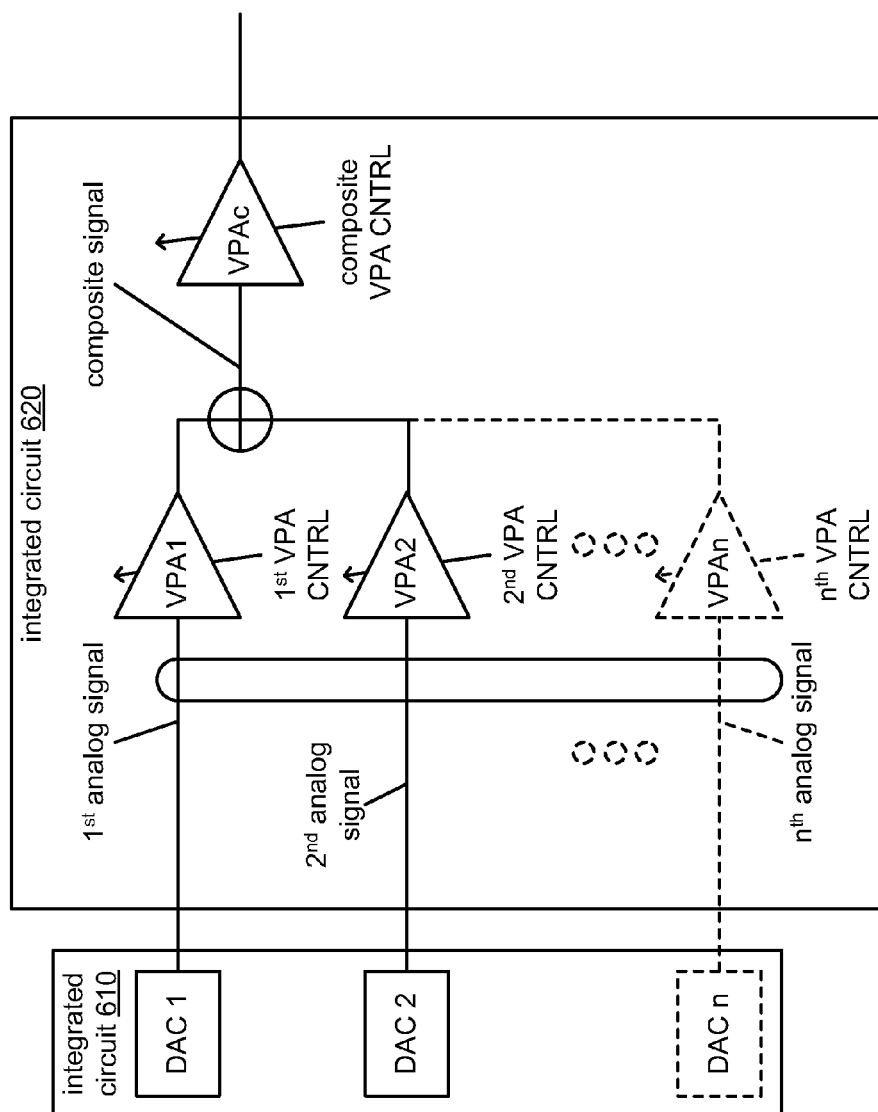 integrated
circuit 610
DAC 1
DAC 2
DAC n
integrated circuit 620
1st analog signal
2nd analog
signal
nth analog signal
VPA1
1st VPA
CNTRL
VPA2
2nd VPA
CNTRL
VPAn
nth VPA
CNTRL
composite signal
VPAc
composite
VPA CNTRL